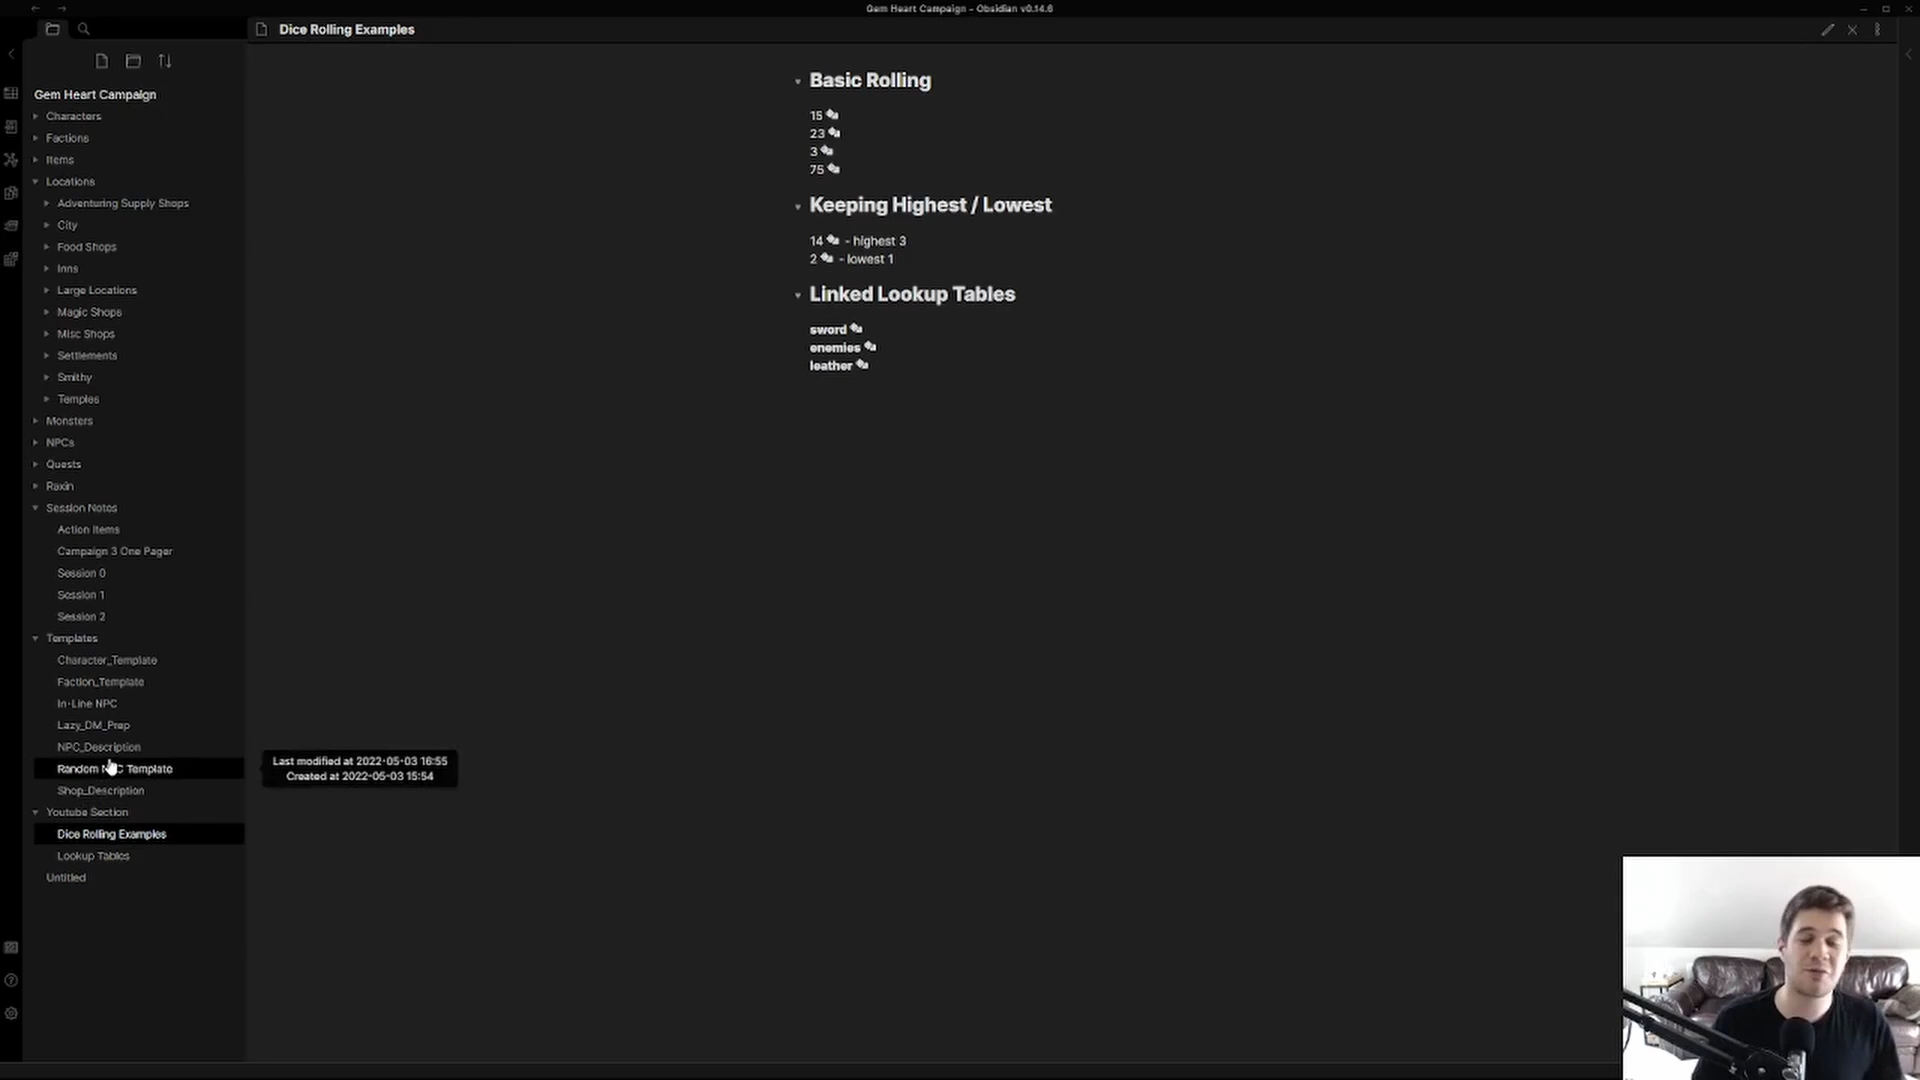 Gem Heart Campaign - Obsidian v0.14.6
Dice Rolling Examples
Gem Heart Campaign
Characters
Factions
Items
Locations
Adventuring Supply Shops
City
Food Shops
Inns
Large Locations
Magic Shops
Misc Shops
Settlements
Smithy
Temples
Monsters
NPCs
Quests
Raxin
Session Notes
Action Items
Campaign 3 One Pager
Session 0
Session 1
Session 2
Templates
Character_Template
Faction_Template
In-Line NPC
Lazy_DM_Prep
NPC_Description
Random C Template
Shop_Description
Youtube Section
Dice Rolling Examples
Lookup Tables
Untitled
Last modified at 2022-05-03 16:55
Created at 2022-05-03 15:54
Basic Rolling
15
23
3
75
Keeping Highest / Lowest
14 - highest 3
2 - lowest 1
Linked Lookup Tables
sword
enemies
leather